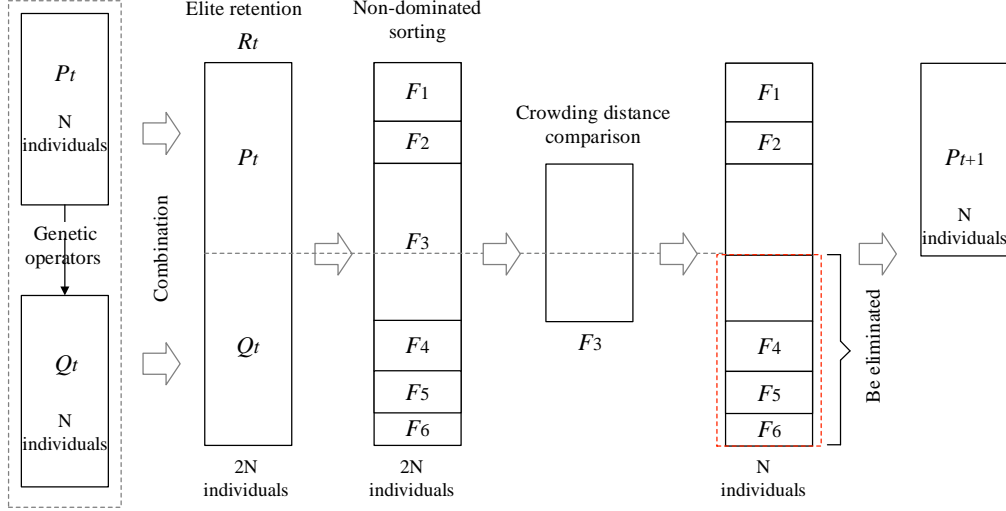 Pt
N
individuals
Genetic
operators
Qt
N
individuals
Combination
Elite retention
Rt
Pt
Qt
2N
individuals
Non-dominated
sorting
F1
F2
F3
F4
F5
F6
2N
individuals
Crowding distance
comparison
F3
F1
F2
F4
F5
F6
N
individuals
Be eliminated
Pt+1
N
individuals